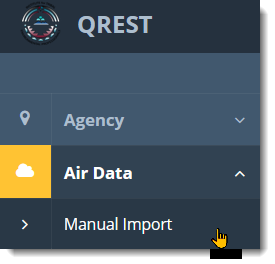 QREST
Agency
Air Data
Manual Import